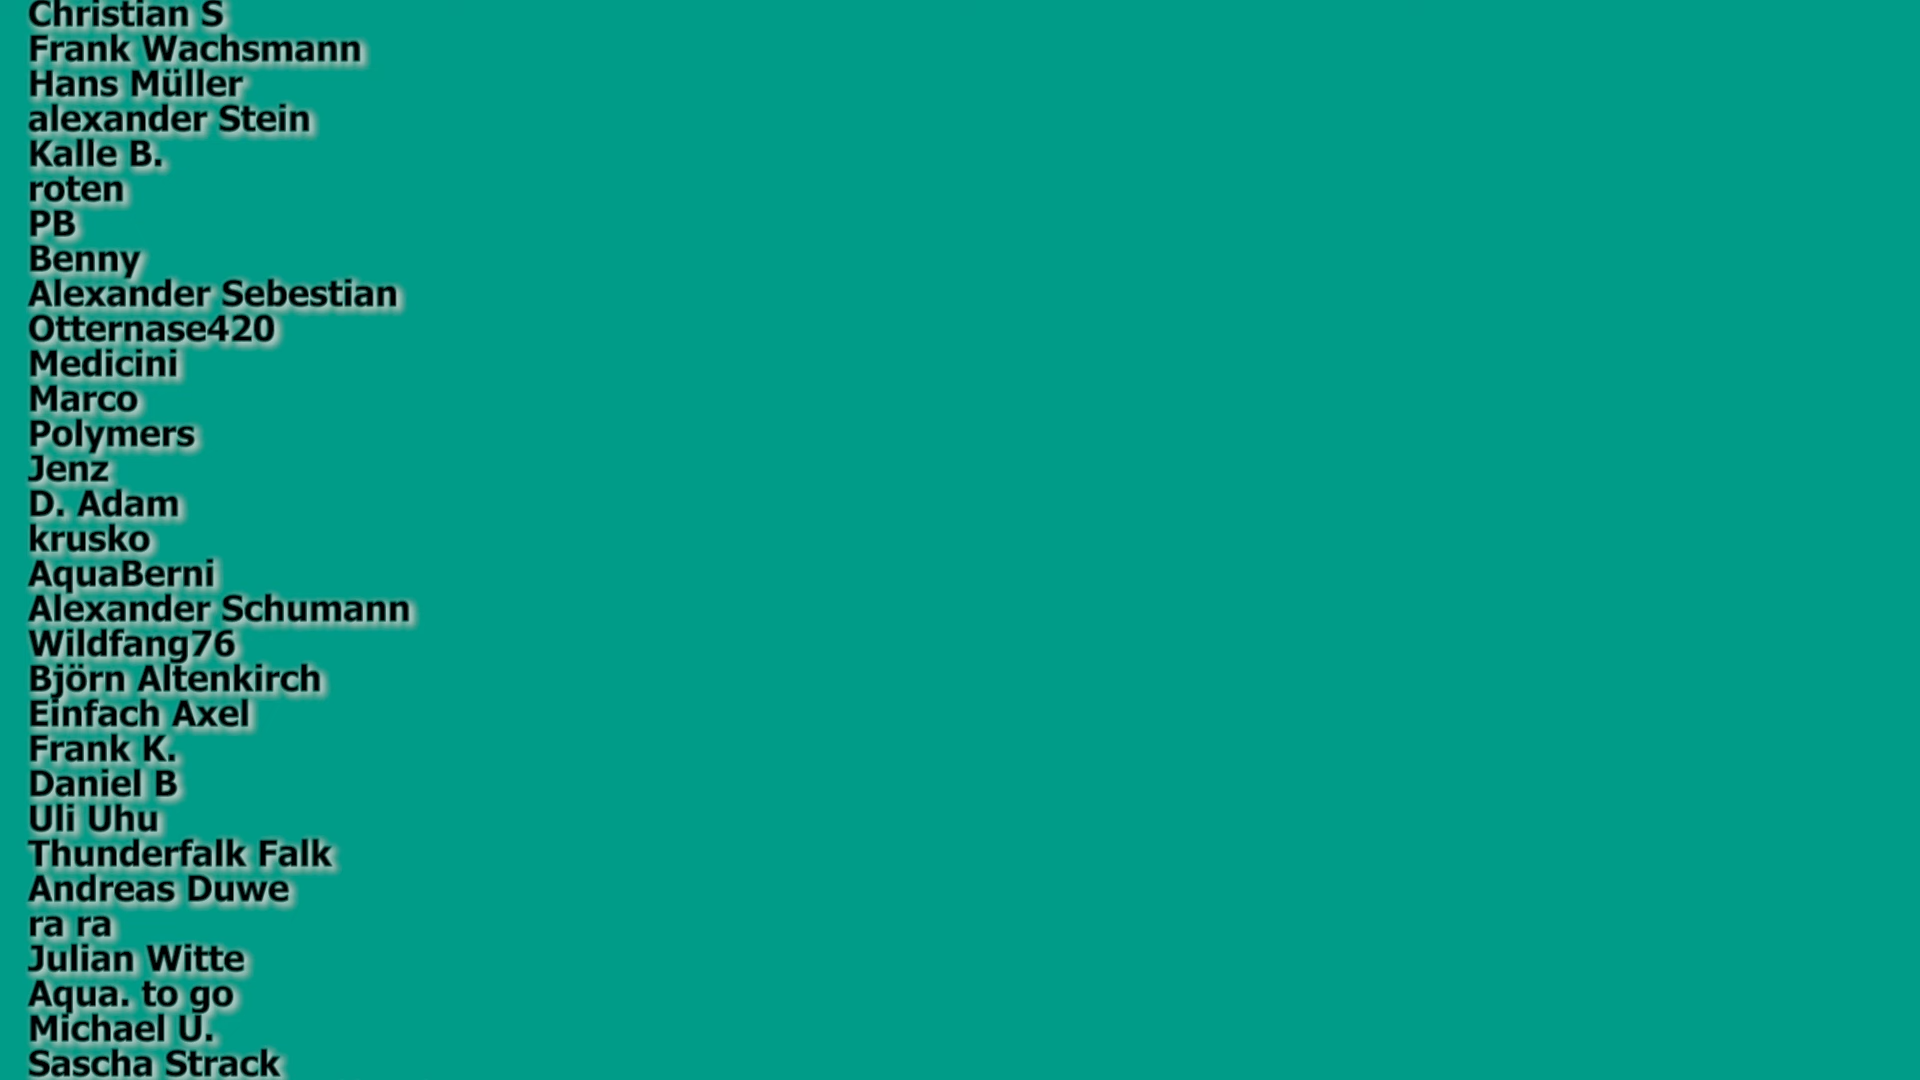 Christian S
Frank Wachsmann
Hans Müller
alexander Stein
Kalle B.
roten
PB
Benny
Alexander Sebestian
Otternase420
Medicini
Marco
Polymers
Jenz
D. Adam
krusko
AquaBerni
Alexander Schumann
Wildfang76
Björn Altenkirch
Einfach Axel
Frank K.
Daniel B
Uli Uhu
Thunderfalk Falk
Andreas Duwe
ra ra
Julian Witte
Aqua. to go
Michael U.
Sascha Strack